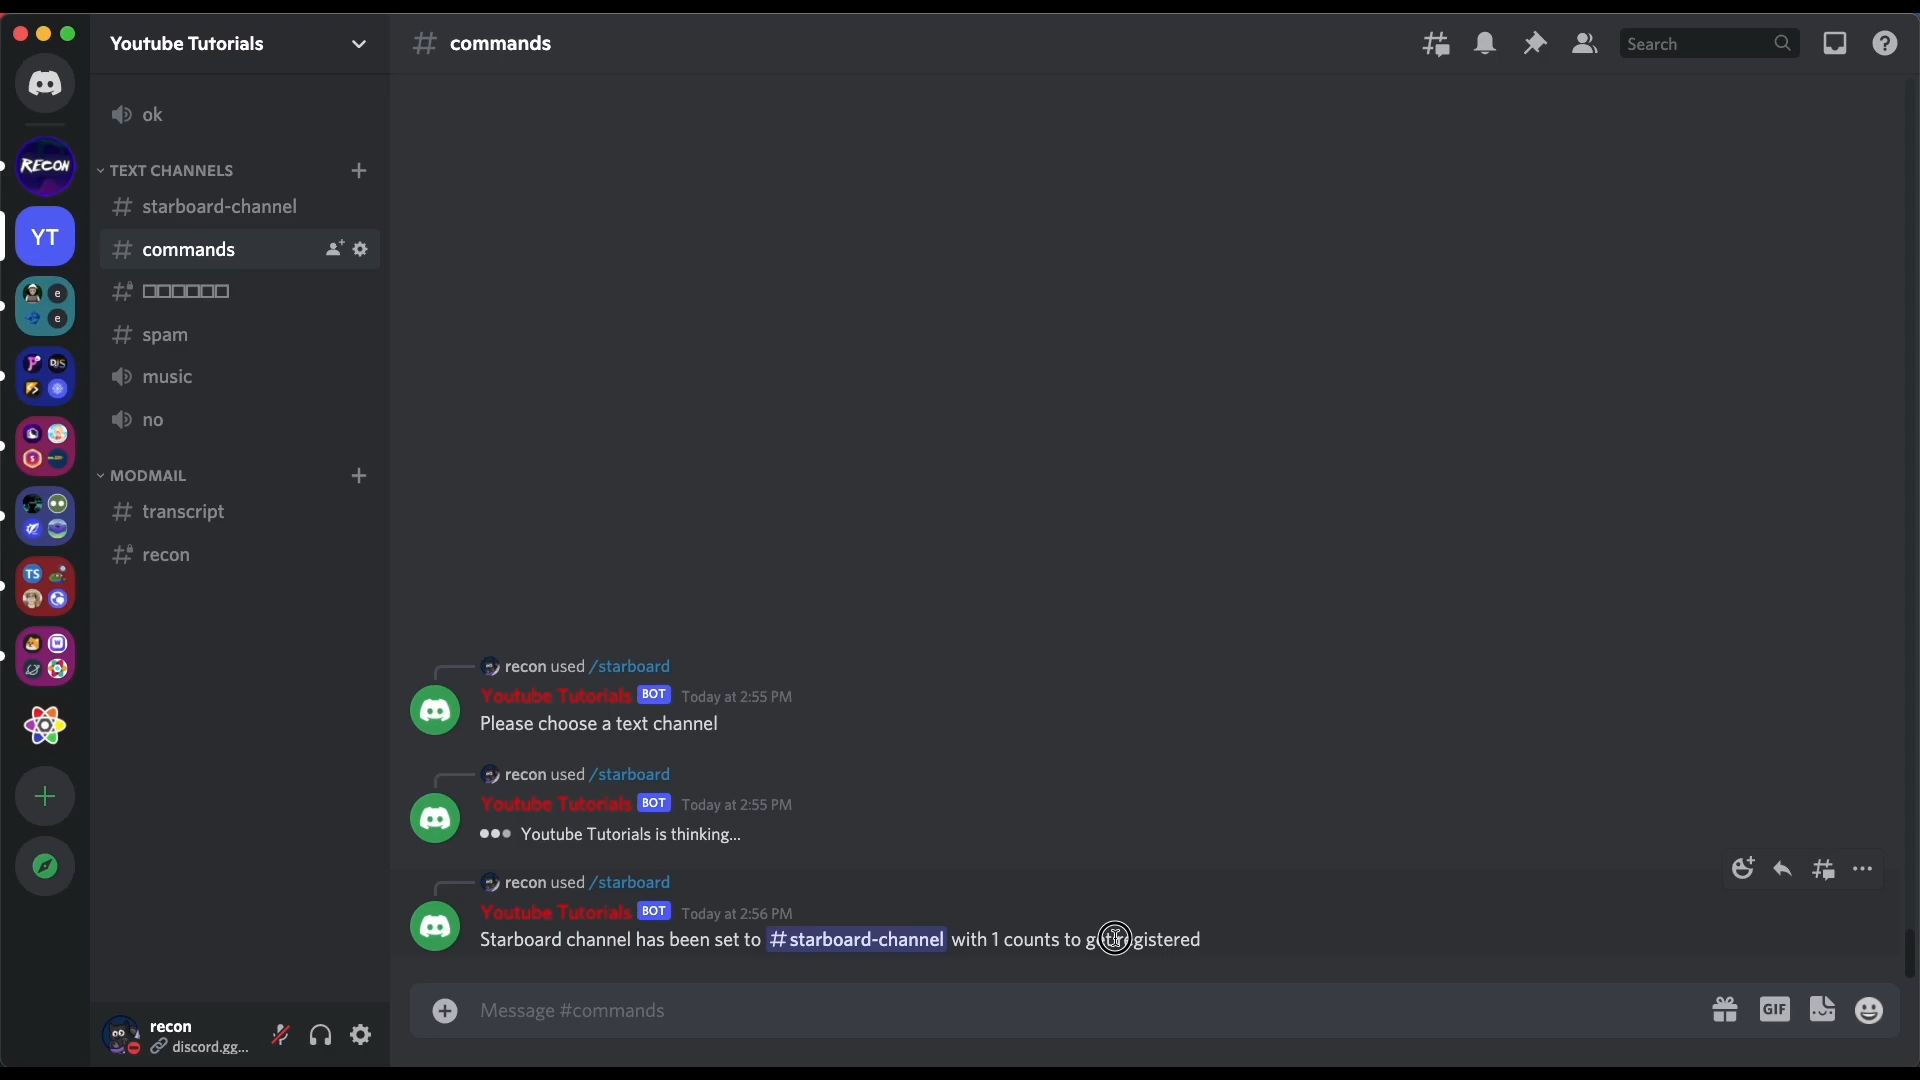 Youtube Tutorials
# commands
Search
ok
RECON
TEXT CHANNELS
# starboard-channel
YT
# commands
# spam
music
no
MODMAIL
# transcript
# recon
TS
recon used /starboard
Youtube Tutorials BOT Today at 2:55 PM
Please choose a text channel
recon used /starboard
Youtube Tutorials BOT Today at 2:55 PM
Youtube Tutorials is thinking...
recon used /starboard
Youtube Tutorials BOT Today at 2:56 PM
Starboard channel has been set to # starboard-channel with 1 counts to get registered
Message #commands
GIF
recon
discord.gg...